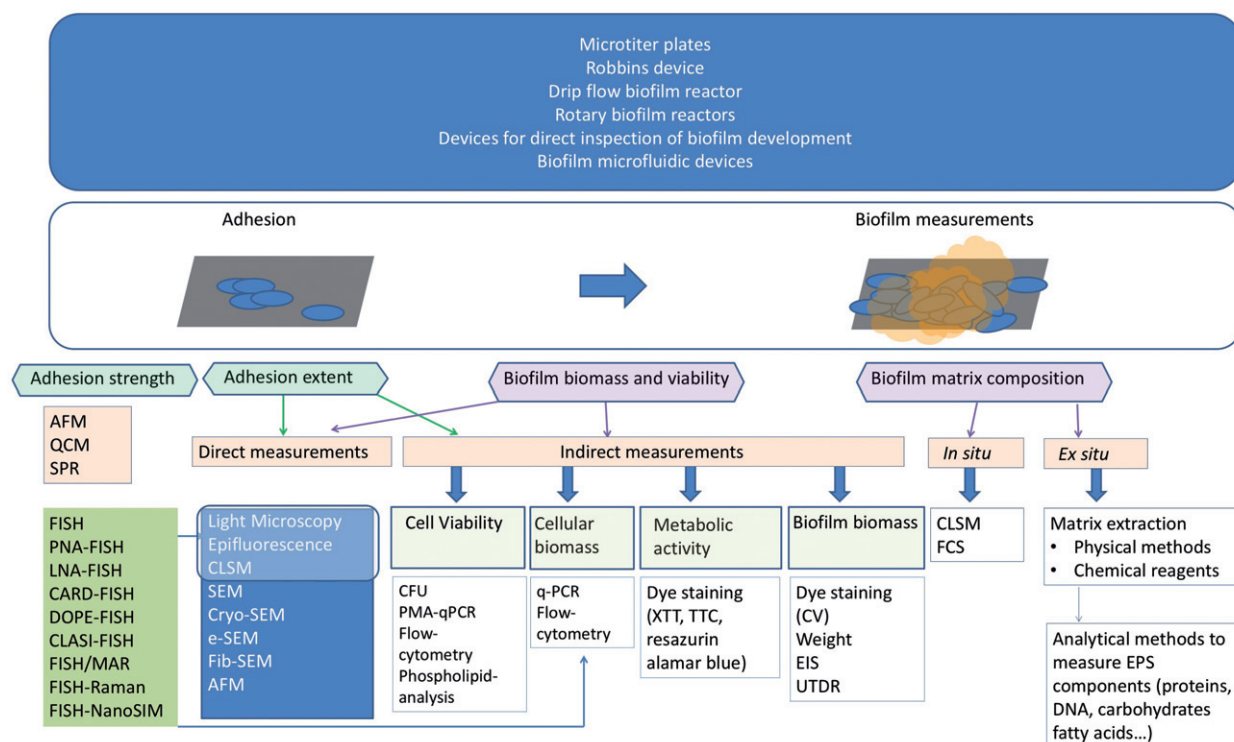 Microtiter plates
Robbins device
Drip flow biofilm reactor
Rotary biofilm reactors
Devices for direct inspection of biofilm development
Biofilm microfluidic devices
Adhesion
Biofilm measurements
Adhesion strength
Adhesion extent
Biofilm biomass and viability
Biofilm matrix composition
AFM
QCM
SPR
Direct measurements
Indirect measurements
In situ
Ex situ
FISH
PNA-FISH
LNA-FISH
CARD-FISH
DOPE-FISH
CLASI-FISH
FISH/MAR
FISH-Raman
FISH-NanoSIM
Light Microscopy
Epifluorescence
CLSM
SEM
Cryo-SEM
e-SEM
Fib-SEM
AFM
Cell Viability
CFU
PMA-qPCR
Flow-
cytometry
Phospholipid-
analysis
Cellular
biomass
q-PCR
Flow-
cytometry
Metabolic
activity
Dye staining
(XTT, TTC,
resazurin
alamar blue)
Biofilm biomass
Dye staining
(CV)
Weight
EIS
UTDR
CLSM
FCS
Matrix extraction
• Physical methods
• Chemical reagents
Analytical methods to
measure EPS
components (proteins,
DNA, carbohydrates
fatty acids...)